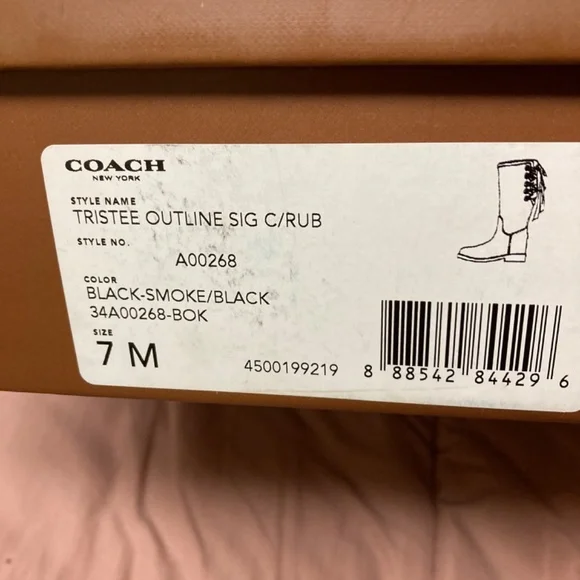 COACH
NEW YORK
STYLE NAME
TRISTEE OUTLINE SIG C/RUB
STYLE NO.
A00268
COLOR
BLACK-SMOKE/BLACK
34A00268-BOK
SIZE
7 M
4500199219
8 88542 84429 6